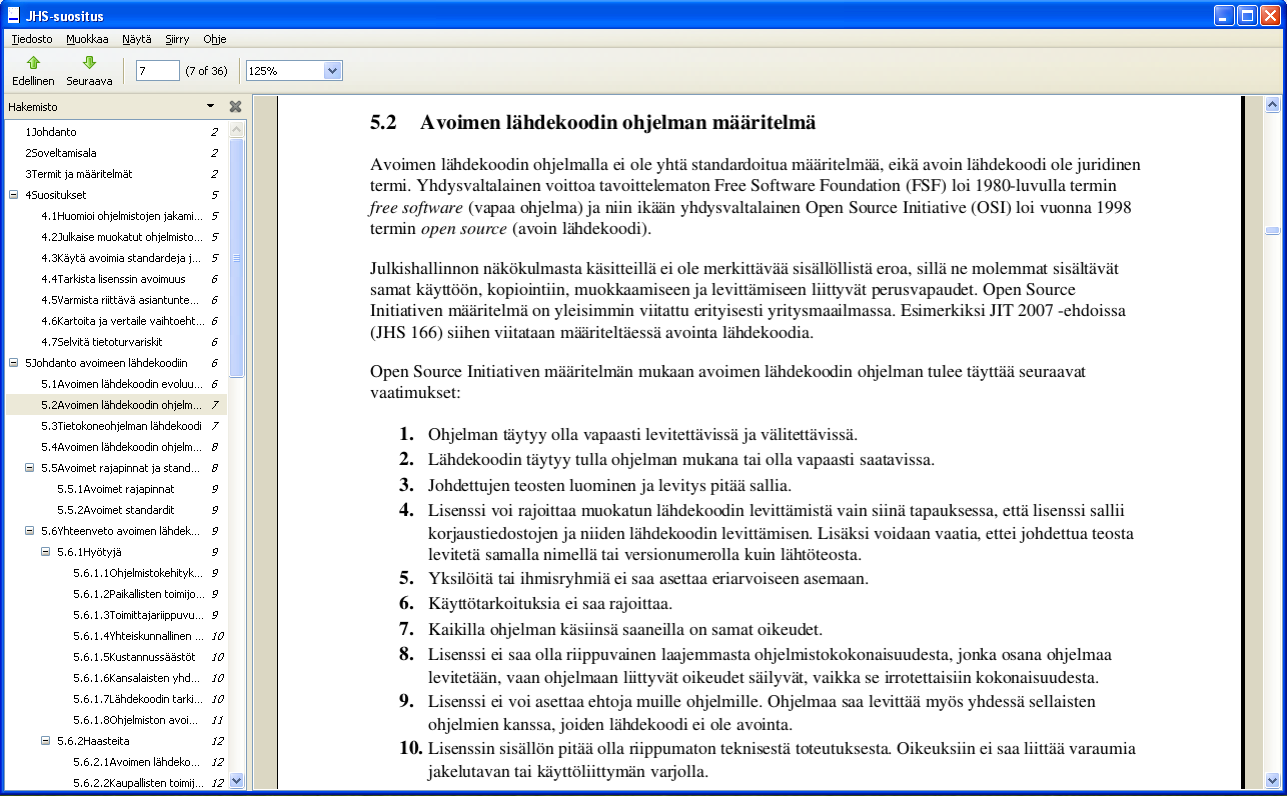 JHS-suositus
Tiedosto Muokkaa Näytä Siirry Ohje
Edellinen Seuraava 7 (7 of 36) 125%
Hakemisto
1Johdanto 2
2Soveltamisala 2
3Termit ja määritelmät 2
4Suositukset 5
4.1Huomioi ohjelmistojen jakami... 5
4.2Julkaise muokatut ohjelmisto... 5
4.3Käytä avoimia standardeja j... 5
4.4Tarkista lisenssin avoimuus 6
4.5Varmista riittävä asiantunte... 6
4.6Kartoita ja vertaile vaihtoeht... 6
4.7Selvitä tietoturvariskit 6
5Johdanto avoimeen lähdekoodiin 6
5.1Avoimen lähdekoodin evoluu... 6
5.2Avoimen lähdekoodin ohjelm... 7
5.3Tietokoneohjelman lähdekoodi 7
5.4Avoimen lähdekoodin ohjelm... 8
5.5Avoimet rajapinnat ja stand... 8
5.5.1Avoimet rajapinnat 9
5.5.2Avoimet standardit 9
5.6Yhteenveto avoimen lähdek... 9
5.6.1Hyötyjä 9
5.6.1.1Ohjelmistokehityk... 9
5.6.1.2Paikallisten toimijo... 9
5.6.1.3Toimittajariippuvu... 9
5.6.1.4Yhteiskunnallinen ... 10
5.6.1.5Kustannussäästöt 10
5.6.1.6Kansalaisten yhd... 10
5.6.1.7Lähdekoodin tarki... 10
5.6.1.8Ohjelmiston avoi... 11
5.6.2Haasteita 12
5.6.2.1Avoimen lähdeko... 12
5.6.2.2Kaupallisten toimij... 12
5.2 Avoimen lähdekoodin ohjelman määritelmä
Avoimen lähdekoodin ohjelmalla ei ole yhtä standardoitua määritelmää, eikä avoin lähdekoodi ole juridinen
termi. Yhdysvaltalainen voittoa tavoittelematon Free Software Foundation (FSF) loi 1980-luvulla termin
free software (vapaa ohjelma) ja niin ikään yhdysvaltalainen Open Source Initiative (OSI) loi vuonna 1998
termin open source (avoin lähdekoodi).
Julkishallinnon näkökulmasta käsitteillä ei ole merkittävää sisällöllistä eroa, sillä ne molemmat sisältävät
samat käyttöön, kopiointiin, muokkaamiseen ja levittämiseen liittyvät perusvapaudet. Open Source
Initiativen määritelmä on yleisimmin viitattu erityisesti yritysmaailmassa. Esimerkiksi JIT 2007 -ehdoissa
(JHS 166) siihen viitataan määriteltäessä avointa lähdekoodia.
Open Source Initiativen määritelmän mukaan avoimen lähdekoodin ohjelman tulee täyttää seuraavat
vaatimukset:
1. Ohjelman täytyy olla vapaasti levitettävissä ja välitettävissä.
2. Lähdekoodin täytyy tulla ohjelman mukana tai olla vapaasti saatavissa.
3. Johdettujen teosten luominen ja levitys pitää sallia.
4. Lisenssi voi rajoittaa muokatun lähdekoodin levittämistä vain siinä tapauksessa, että lisenssi sallii
korjaustiedostojen ja niiden lähdekoodin levittämisen. Lisäksi voidaan vaatia, ettei johdettua teosta
levitetä samalla nimellä tai versionumerolla kuin lähtöteosta.
5. Yksilöitä tai ihmisryhmiä ei saa asettaa eriarvoiseen asemaan.
6. Käyttötarkoituksia ei saa rajoittaa.
7. Kaikilla ohjelman käsiinsä saaneilla on samat oikeudet.
8. Lisenssi ei saa olla riippuvainen laajemmasta ohjelmistokokonaisuudesta, jonka osana ohjelmaa
levitetään, vaan ohjelmaan liittyvät oikeudet säilyvät, vaikka se irrotettaisiin kokonaisuudesta.
9. Lisenssi ei voi asettaa ehtoja muille ohjelmille. Ohjelmaa saa levittää myös yhdessä sellaisten
ohjelmien kanssa, joiden lähdekoodi ei ole avointa.
10. Lisenssin sisällön pitää olla riippumaton teknisestä toteutuksesta. Oikeuksiin ei saa liittää varaumia
jakelutavan tai käyttöliittymän varjolla.